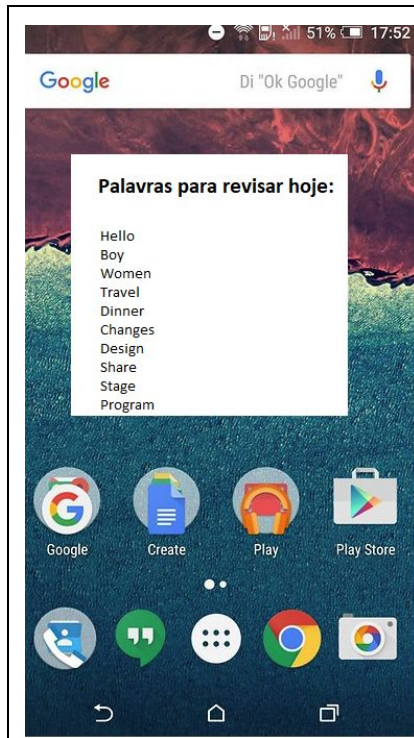 51% 17:52
Google Di "Ok Google"
Palavras para revisar hoje:
Hello
Boy
Women
Travel
Dinner
Changes
Design
Share
Stage
Program
Google Create Play Play Store